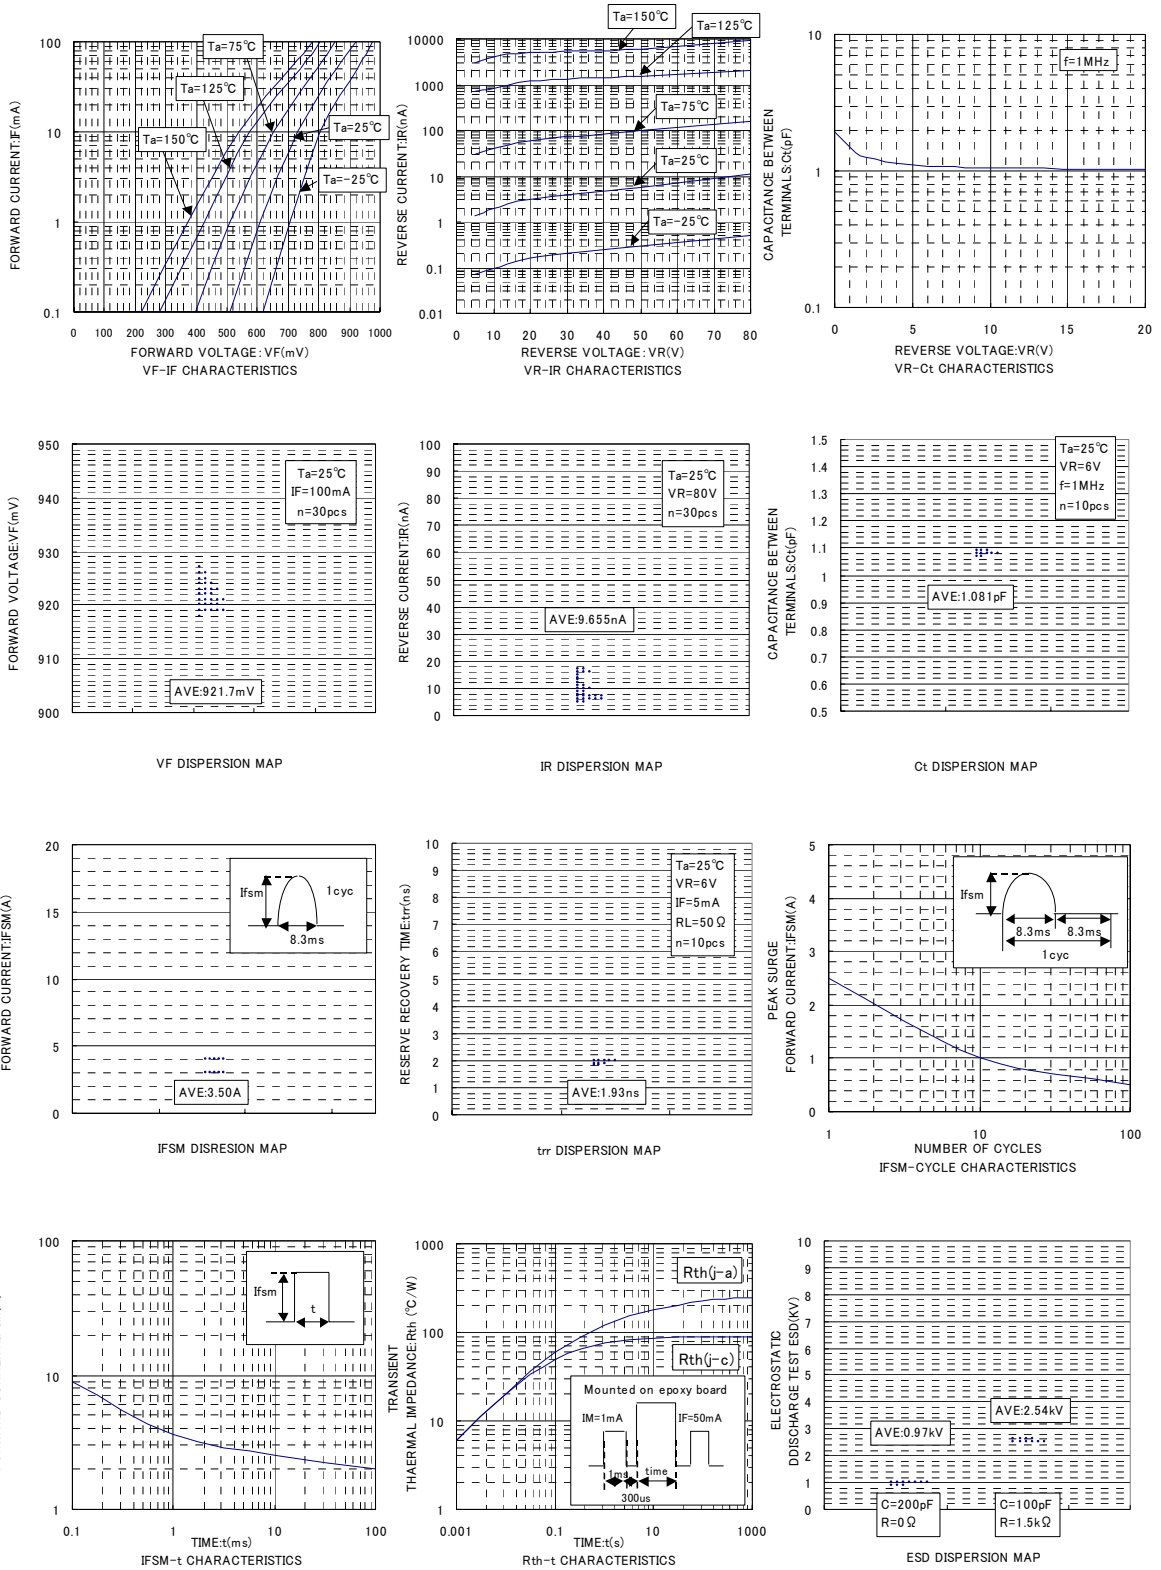 Ta=150℃
Ta=125℃
Ta=75℃
Ta=25℃
Ta=-25℃
FORWARD CURRENT:IF(mA)
100
10
1
0.1
0 100 200 300 400 500 600 700 800 900 1000
FORWARD VOLTAGE:VF(mV)
VF-IF CHARACTERISTICS
Ta=150℃
Ta=125℃
Ta=75℃
Ta=25℃
Ta=-25℃
REVERSE CURRENT:IR(nA)
10000
1000
100
10
1
0.1
0.01
0 10 20 30 40 50 60 70 80
REVERSE VOLTAGE:VR(V)
VR-IR CHARACTERISTICS
f=1MHz
CAPACITANCE BETWEEN
TERMINALS:Ct(pF)
10
1
0.1
0 5 10 15 20
REVERSE VOLTAGE:VR(V)
VR-Ct CHARACTERISTICS
FORWARD VOLTAGE:VF(mV)
950
940
930
920
910
900
Ta=25℃
IF=100mA
n=30pcs
AVE:921.7mV
VF DISPERSION MAP
REVERSE CURRENT:IR(nA)
100
90
80
70
60
50
40
30
20
10
0
Ta=25℃
VR=80V
n=30pcs
AVE:9.655nA
IR DISPERSION MAP
CAPACITANCE BETWEEN
TERMINALS:Ct(pF)
1.5
1.4
1.3
1.2
1.1
1
0.9
0.8
0.7
0.6
0.5
Ta=25℃
VR=6V
f=1MHz
n=10pcs
AVE:1.081pF
Ct DISPERSION MAP
FORWARD CURRENT:IFSM(A)
20
15
10
5
0
Ifsm
1cyc
8.3ms
AVE:3.50A
IFSM DISRESION MAP
RESERVE RECOVERY TIME:trr(ns)
10
9
8
7
6
5
4
3
2
1
0
Ta=25℃
VR=6V
IF=5mA
RL=50Ω
n=10pcs
AVE:1.93ns
trr DISPERSION MAP
PEAK SURGE
FORWARD CURRENT:IFSM(A)
5
4
3
2
1
0
Ifsm
8.3ms 8.3ms
1cyc
1 10 100
NUMBER OF CYCLES
IFSM-CYCLE CHARACTERISTICS
100
10
1
Ifsm
t
0.1 1 10 100
TIME:t(ms)
IFSM-t CHARACTERISTICS
TRANSIENT
THAERMAL IMPEDANCE:Rth (℃/W)
1000
100
10
1
Rth(j-a)
Rth(j-c)
Mounted on epoxy board
IM=1mA IF=50mA
1ms time
300us
0.001 0.1 10 1000
TIME:t(s)
Rth-t CHARACTERISTICS
ELECTROSTATIC
DDISCHARGE TEST ESD(KV)
10
9
8
7
6
5
4
3
2
1
0
AVE:2.54kV
AVE:0.97kV
C=200pF
R=0Ω
C=100pF
R=1.5kΩ
ESD DISPERSION MAP